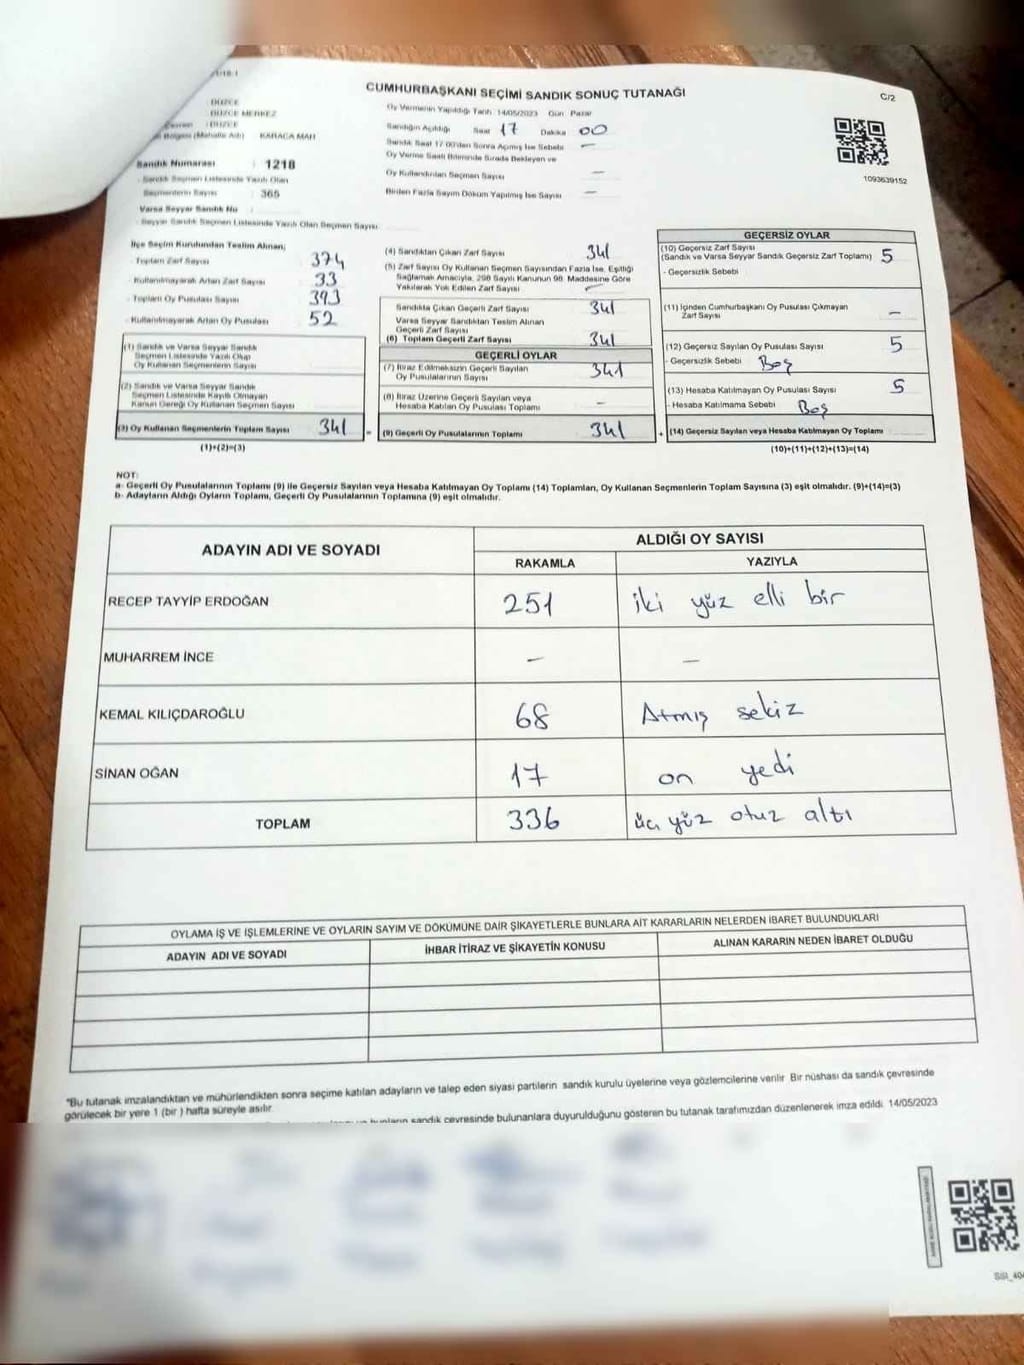 CUMHURBAŞKANI SEÇİMİ SANDIK SONUÇ TUTANAĞI
C/2
DÜZCE
DÜZCE MERKEZ
Çevresi : DÜZCE
Bölgesi (Mahalle Adı) KARACA MAH
Sandık Numarası : 1218
Sandık Seçmen Listesinde Yazılı Olan
Seçmenlerin Sayısı : 365
Varsa Seyyar Sandık No :
Seyyar Sandık Seçmen Listesinde Yazılı Olan Seçmen Sayısı
Oy Vermenin Yapıldığı Tarih 14/05/2023 Gün Pazar
Sandığın Açıldığı Saat 17 Dakika 00
Sandık Saat 17:00'den Sonra Açılmış İse Sebebi —
Oy Verme Saati Bitiminde Sırada Bekleyen ve
Oy Kullandırılan Seçmen Sayısı —
Birden Fazla Sayım Döküm Yapılmış İse Sayısı —
1093639152
İlçe Seçim Kurulundan Teslim Alınan;
- Toplam Zarf Sayısı 374
- Kullanılmayarak Artan Zarf Sayısı 33
- Toplam Oy Pusulası Sayısı 393
- Kullanılmayarak Artan Oy Pusulası 52
(1) Sandık ve Varsa Seyyar Sandık
Seçmen Listesinde Yazılı Olup
Oy Kullanan Seçmenlerin Sayısı
(2) Sandık ve Varsa Seyyar Sandık
Seçmen Listesinde Kayıtlı Olmayan
Kanun Gereği Oy Kullanan Seçmen Sayısı
(3) Oy Kullanan Seçmenlerin Toplam Sayısı 341
(1)+(2)=(3)
(4) Sandıktan Çıkan Zarf Sayısı 341
(5) Zarf Sayısı Oy Kullanan Seçmen Sayısından Fazla İse, Eşitliği
Sağlamak Amacıyla, 298 Sayılı Kanunun 98. Maddesine Göre
Yakılarak Yok Edilen Zarf Sayısı —
Sandıkta Çıkan Geçerli Zarf Sayısı 341
Varsa Seyyar Sandıktan Teslim Alınan
Geçerli Zarf Sayısı
(6) Toplam Geçerli Zarf Sayısı 341
GEÇERLİ OYLAR
(7) İtiraz Edilmeksizin Geçerli Sayılan
Oy Pusulalarının Sayısı 341
(8) İtiraz Üzerine Geçerli Sayılan veya
Hesaba Katılan Oy Pusulası Toplamı —
= (9) Geçerli Oy Pusulalarının Toplamı 341
GEÇERSİZ OYLAR
(10) Geçersiz Zarf Sayısı
(Sandık ve Varsa Seyyar Sandık Geçersiz Zarf Toplamı) 5
- Geçersizlik Sebebi
(11) İçinden Cumhurbaşkanı Oy Pusulası Çıkmayan
Zarf Sayısı —
(12) Geçersiz Sayılan Oy Pusulası Sayısı 5
- Geçersizlik Sebebi Boş
(13) Hesaba Katılmayan Oy Pusulası Sayısı 5
- Hesaba Katılmama Sebebi Boş
+ (14) Geçersiz Sayılan veya Hesaba Katılmayan Oy Toplamı
(10)+(11)+(12)+(13)=(14)
NOT:
a- Geçerli Oy Pusulalarının Toplamı (9) ile Geçersiz Sayılan veya Hesaba Katılmayan Oy Toplamı (14) Toplamları, Oy Kullanan Seçmenlerin Toplam Sayısına (3) eşit olmalıdır. (9)+(14)=(3)
b- Adayların Aldığı Oyların Toplamı, Geçerli Oy Pusulalarının Toplamına (9) eşit olmalıdır.
ADAYIN ADI VE SOYADI
ALDIĞI OY SAYISI
RAKAMLA YAZIYLA
RECEP TAYYİP ERDOĞAN 251 iki yüz elli bir
MUHARREM İNCE — —
KEMAL KILIÇDAROĞLU 68 Atmış sekiz
SİNAN OĞAN 17 on yedi
TOPLAM 336 üç yüz otuz altı
OYLAMA İŞ VE İŞLEMLERİNE VE OYLARIN SAYIM VE DÖKÜMÜNE DAİR ŞİKAYETLERLE BUNLARA AİT KARARLARIN NELERDEN İBARET BULUNDUKLARI
ADAYIN ADI VE SOYADI İHBAR İTİRAZ VE ŞİKAYETİN KONUSU ALINAN KARARIN NEDEN İBARET OLDUĞU
"Bu tutanak imzalandıktan ve mühürlendikten sonra seçime katılan adayların ve talep eden siyasi partilerin sandık kurulu üyelerine veya gözlemcilerine verilir. Bir nüshası da sandık çevresinde
görülecek bir yere 1 (bir ) hafta süreyle asılır.
bunların sandık çevresinde bulunanlara duyurulduğunu gösteren bu tutanak tarafımızdan düzenlenerek imza edildi. 14/05/2023